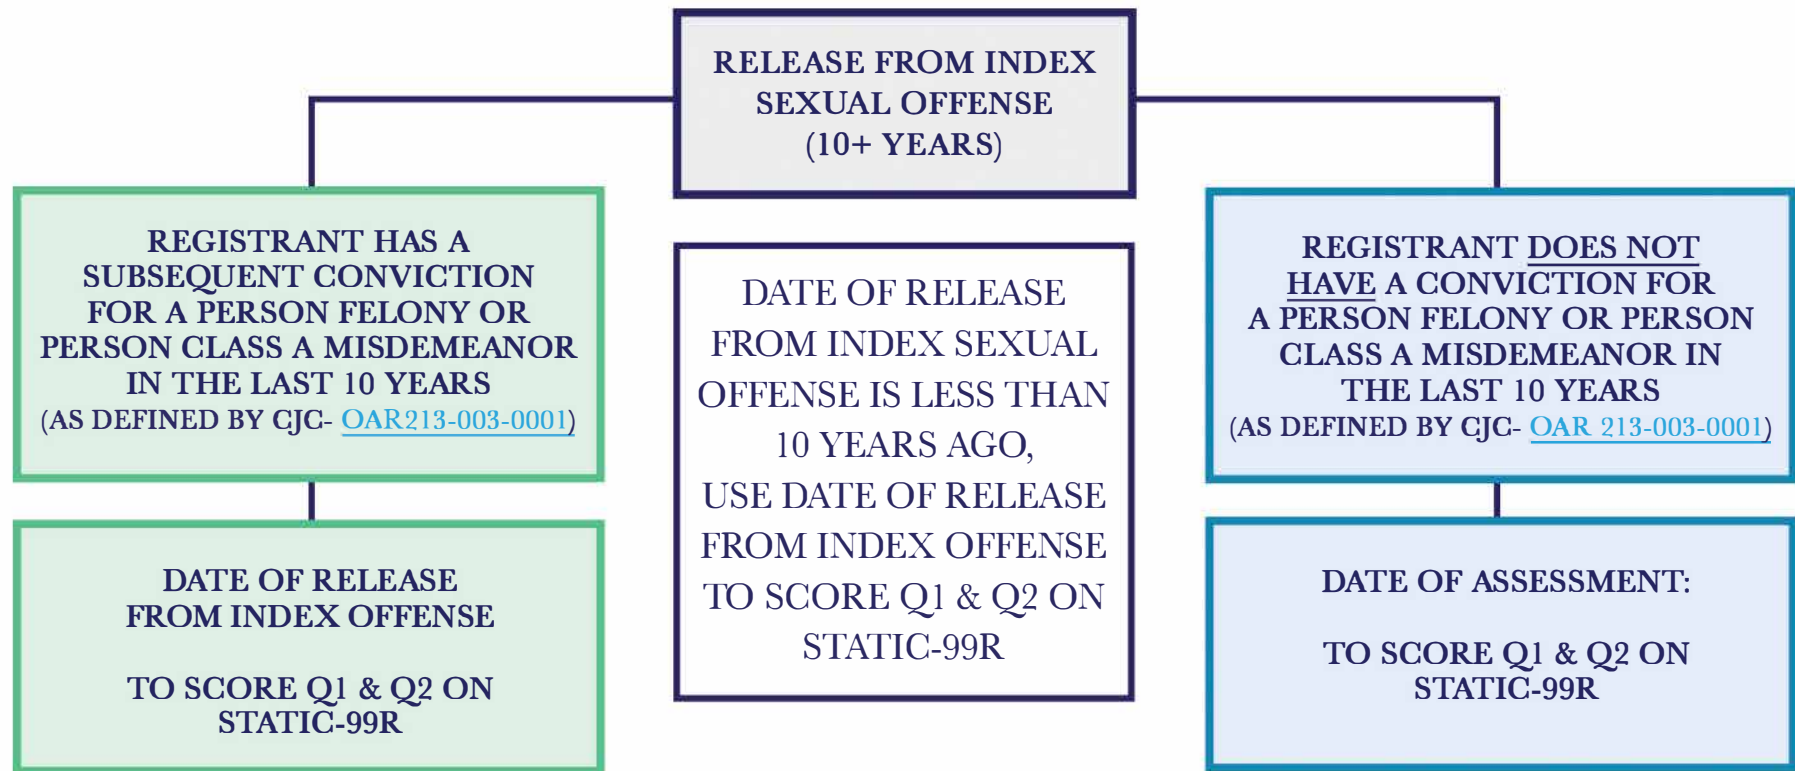 RELEASE FROM INDEX
SEXUAL OFFENSE
(10+ YEARS)
REGISTRANT HAS A
SUBSEQUENT CONVICTION
FOR A PERSON FELONY OR
PERSON CLASS A MISDEMEANOR
IN THE LAST 10 YEARS
(AS DEFINED BY CJC- OAR213-003-0001)
DATE OF RELEASE
FROM INDEX OFFENSE
TO SCORE Q1 & Q2 ON
STATIC-99R
DATE OF RELEASE
FROM INDEX SEXUAL
OFFENSE IS LESS THAN
10 YEARS AGO,
USE DATE OF RELEASE
FROM INDEX OFFENSE
TO SCORE Q1 & Q2 ON
STATIC-99R
REGISTRANT DOES NOT
HAVE A CONVICTION FOR
A PERSON FELONY OR PERSON
CLASS A MISDEMEANOR IN
THE LAST 10 YEARS
(AS DEFINED BY CJC- OAR 213-003-0001)
DATE OF ASSESSMENT:
TO SCORE Q1 & Q2 ON
STATIC-99R